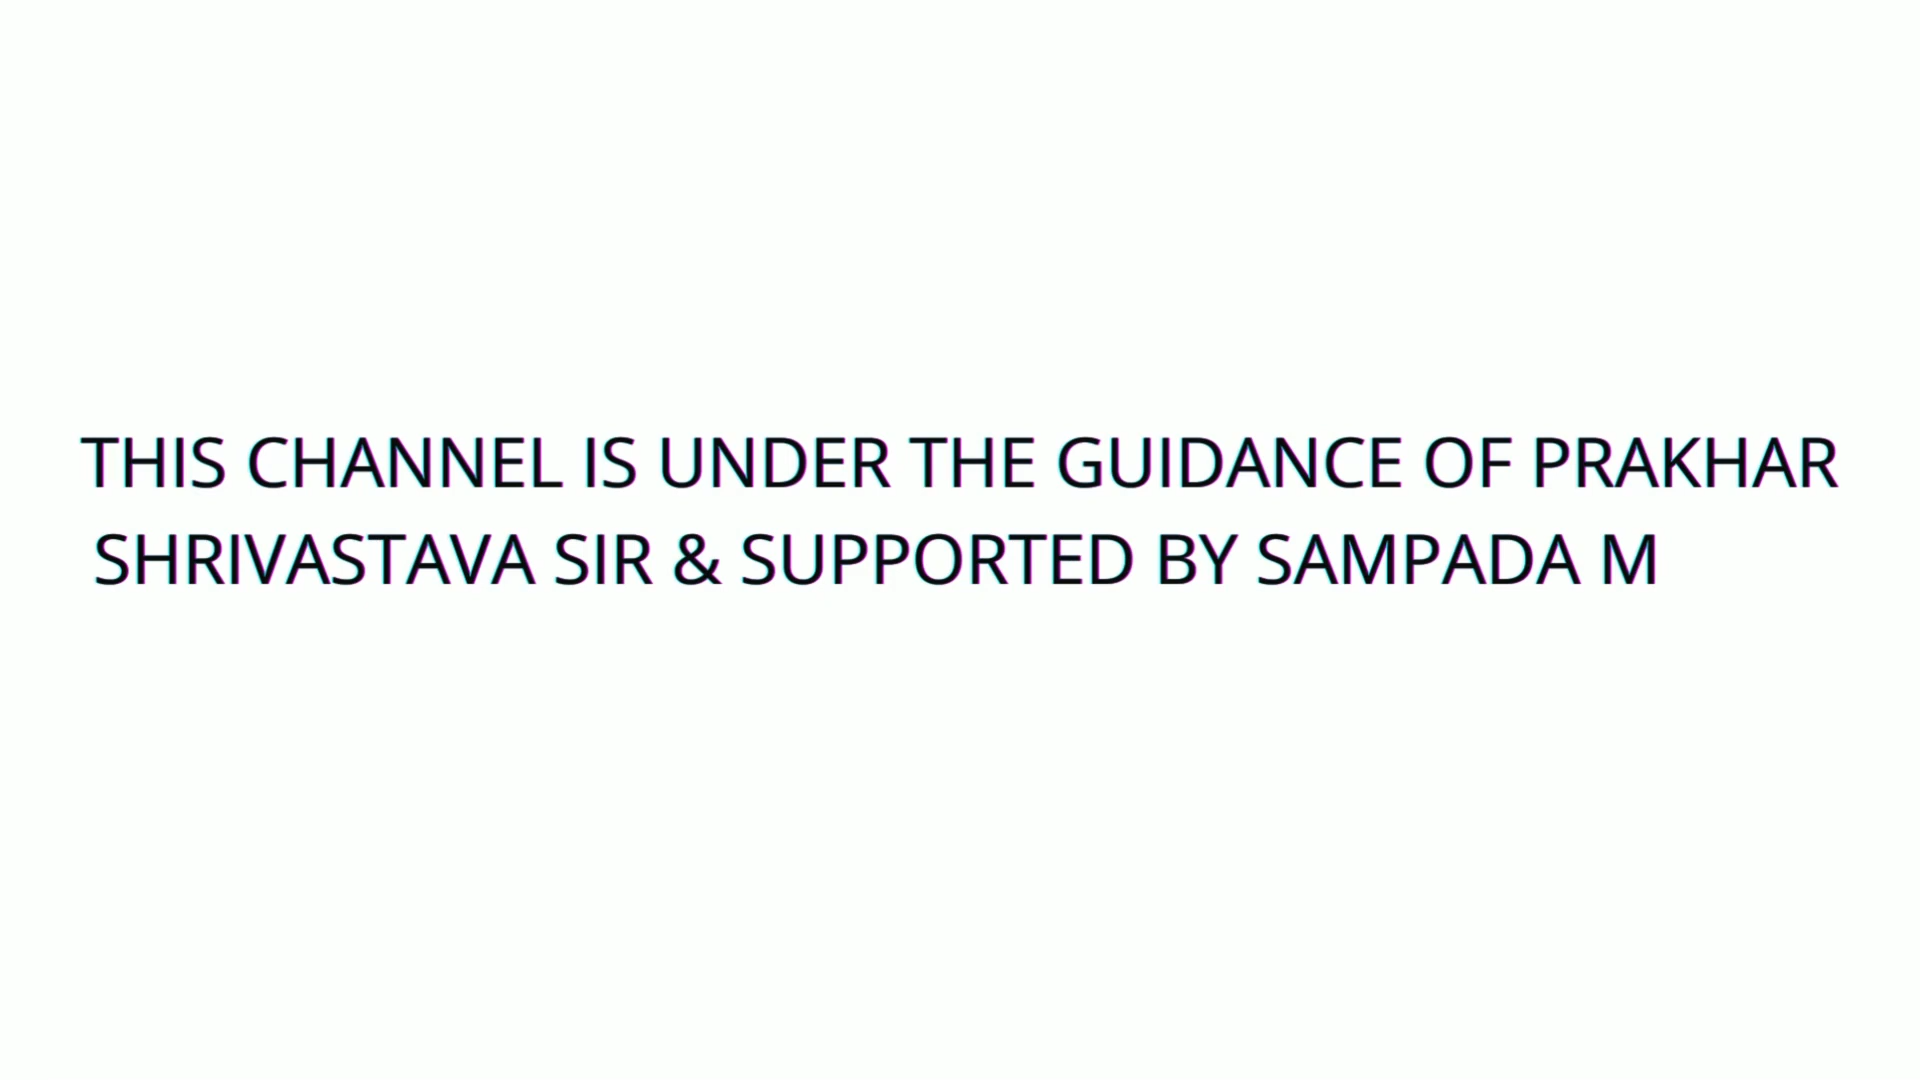 THIS CHANNEL IS UNDER THE GUIDANCE OF PRAKHAR
SHRIVASTAVA SIR & SUPPORTED BY SAMPADA M